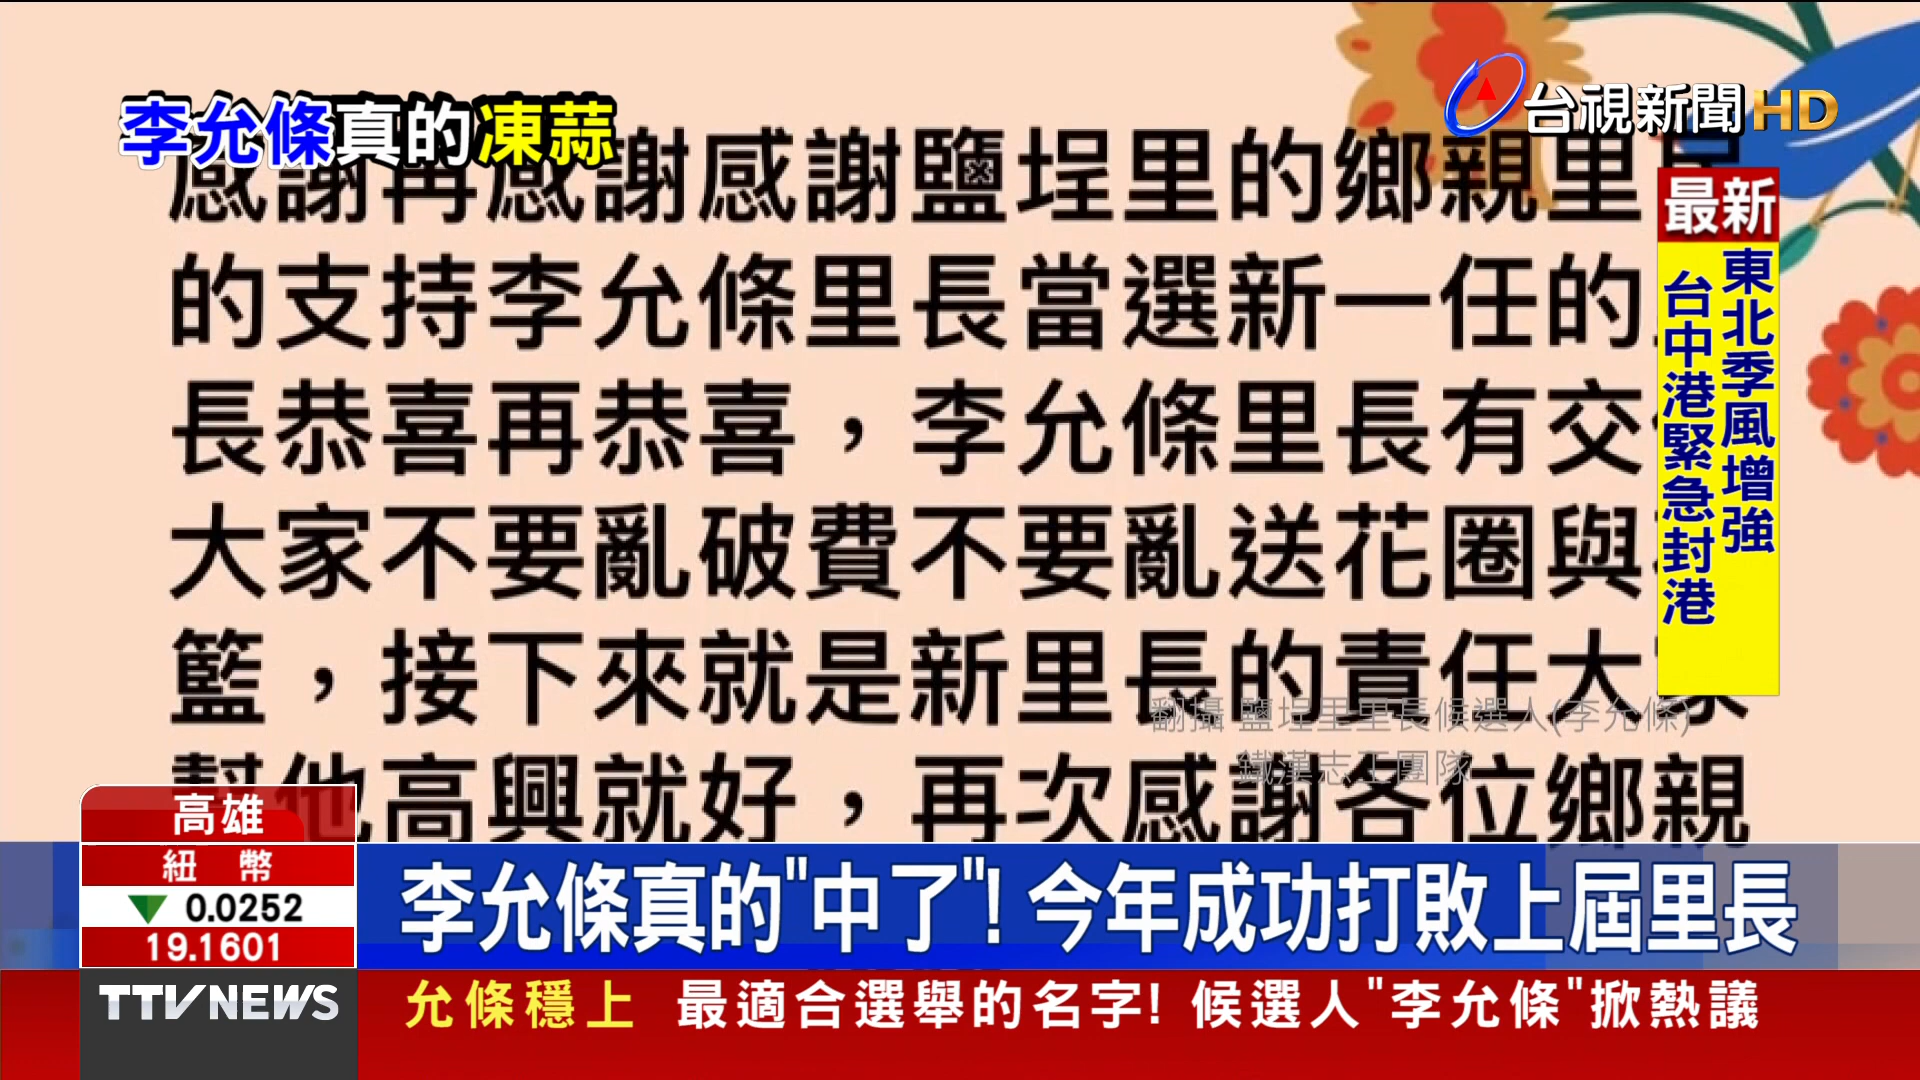 李允條真的凍蒜
台視新聞HD
感謝再感謝感謝鹽埕里的鄉親里民
的支持李允條里長當選新一任的
長恭喜再恭喜，李允條里長有交
大家不要亂破費不要亂送花圈與
籃，接下來就是新里長的責任大家
幫他高興就好，再次感謝各位鄉親
最新
東北季風增強
台中港緊急封港
翻攝 鹽埕里里長候選人(李允條)
鐵漢志工團隊
高雄
紐幣
0.0252
19.1601
李允條真的"中了"! 今年成功打敗上屆里長
TTV NEWS
允條穩上 最適合選舉的名字! 候選人"李允條"掀熱議